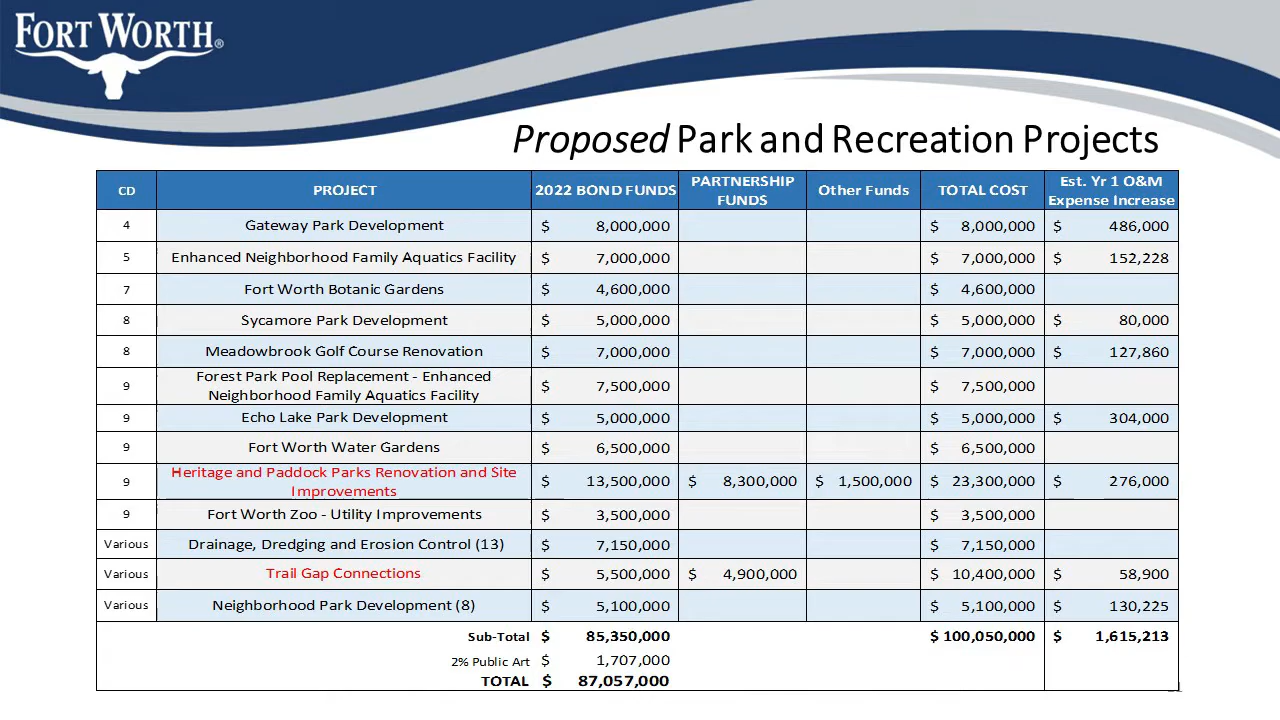 FORT WORTH®
Proposed Park and Recreation Projects
CD PROJECT 2022 BOND FUNDS PARTNERSHIP FUNDS Other Funds TOTAL COST Est. Yr 1 O&M Expense Increase
4 Gateway Park Development $ 8,000,000 $ 8,000,000 $ 486,000
5 Enhanced Neighborhood Family Aquatics Facility $ 7,000,000 $ 7,000,000 $ 152,228
7 Fort Worth Botanic Gardens $ 4,600,000 $ 4,600,000
8 Sycamore Park Development $ 5,000,000 $ 5,000,000 $ 80,000
8 Meadowbrook Golf Course Renovation $ 7,000,000 $ 7,000,000 $ 127,860
9 Forest Park Pool Replacement - Enhanced Neighborhood Family Aquatics Facility $ 7,500,000 $ 7,500,000
9 Echo Lake Park Development $ 5,000,000 $ 5,000,000 $ 304,000
9 Fort Worth Water Gardens $ 6,500,000 $ 6,500,000
9 Heritage and Paddock Parks Renovation and Site Improvements $ 13,500,000 $ 8,300,000 $ 1,500,000 $ 23,300,000 $ 276,000
9 Fort Worth Zoo - Utility Improvements $ 3,500,000 $ 3,500,000
Various Drainage, Dredging and Erosion Control (13) $ 7,150,000 $ 7,150,000
Various Trail Gap Connections $ 5,500,000 $ 4,900,000 $ 10,400,000 $ 58,900
Various Neighborhood Park Development (8) $ 5,100,000 $ 5,100,000 $ 130,225
Sub-Total $ 85,350,000 $ 100,050,000 $ 1,615,213
2% Public Art $ 1,707,000
TOTAL $ 87,057,000